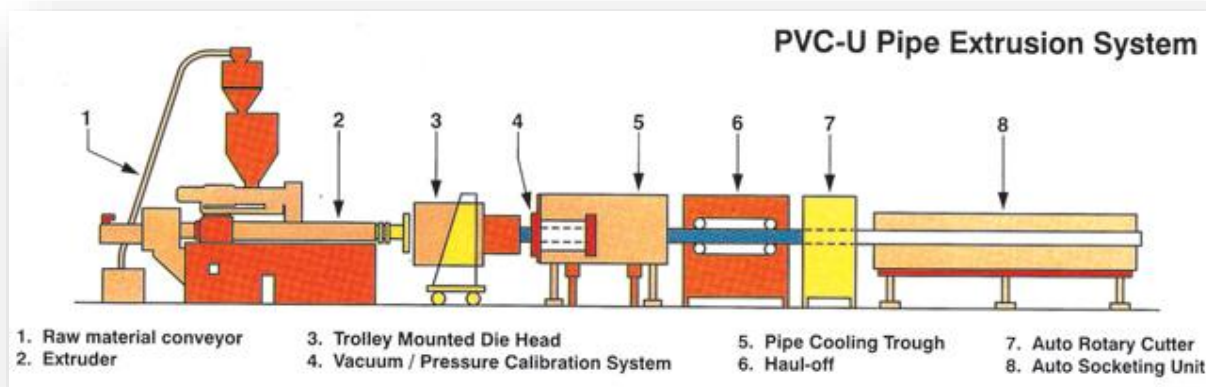 PVC-U Pipe Extrusion System
1 2 3 4 5 6 7 8
1. Raw material conveyor
2. Extruder
3. Trolley Mounted Die Head
4. Vacuum / Pressure Calibration System
5. Pipe Cooling Trough
6. Haul-off
7. Auto Rotary Cutter
8. Auto Socketing Unit